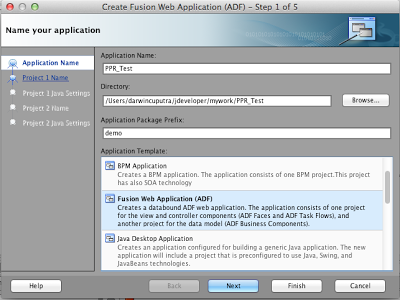 Create Fusion Web Application (ADF) - Step 1 of 5
Name your application
Application Name
Project 1 Name
Project 1 Java Settings
Project 2 Name
Project 2 Java Settings
Application Name:
PPR_Test
Directory:
/Users/darwincuputra/jdeveloper/mywork/PPR_Test
Browse...
Application Package Prefix:
demo
Application Template:
BPM Application
Creates a BPM application. The application consists of one BPM project.This project
has also SOA technology
Fusion Web Application (ADF)
Creates a databound ADF web application. The application consists of one project
for the view and controller components (ADF Faces and ADF Task Flows), and
another project for the data model (ADF Business Components).
Java Desktop Application
Creates an application configured for building a generic Java application. The new
application will include a project that is preconfigured to use Java, Swing, and
JavaBeans technologies.
Help
Back
Next
Finish
Cancel